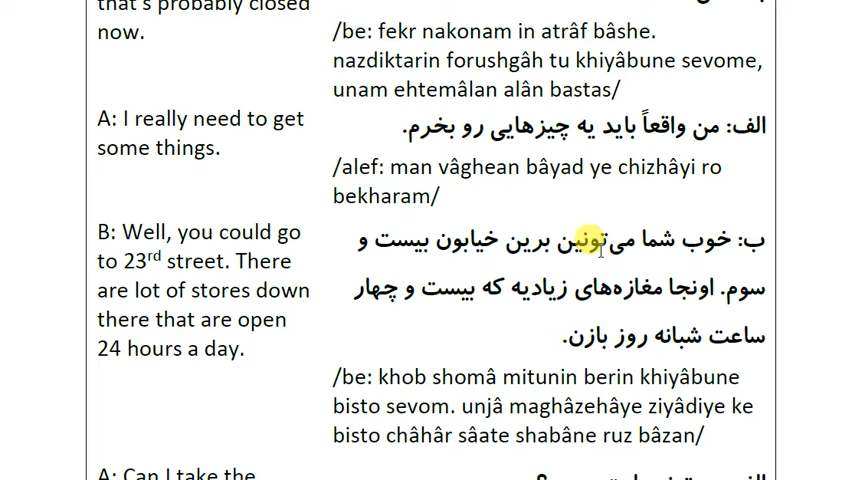 that's probably closed
now.
/be: fekr nakonam in atrâf bâshe.
nazdiktarin forushgâh tu khiyâbune sevome,
unam ehtemâlan alân bastas/
A: I really need to get
some things.
الف: من واقعاً باید یه چیزهایی رو بخرم.
/alef: man vâghean bâyad ye chizhâyi ro
bekharam/
B: Well, you could go
to 23rd street. There
are lot of stores down
there that are open
24 hours a day.
ب: خوب شما می‌تونین برین خیابون بیست و
سوم. اونجا مغازه‌های زیادیه که بیست و چهار
ساعت شبانه روز بازن.
/be: khob shomâ mitunin berin khiyâbune
bisto sevom. unjâ maghâzehâye ziyâdiye ke
bisto châhâr sâate shabâne ruz bâzan/
A: Can I take the